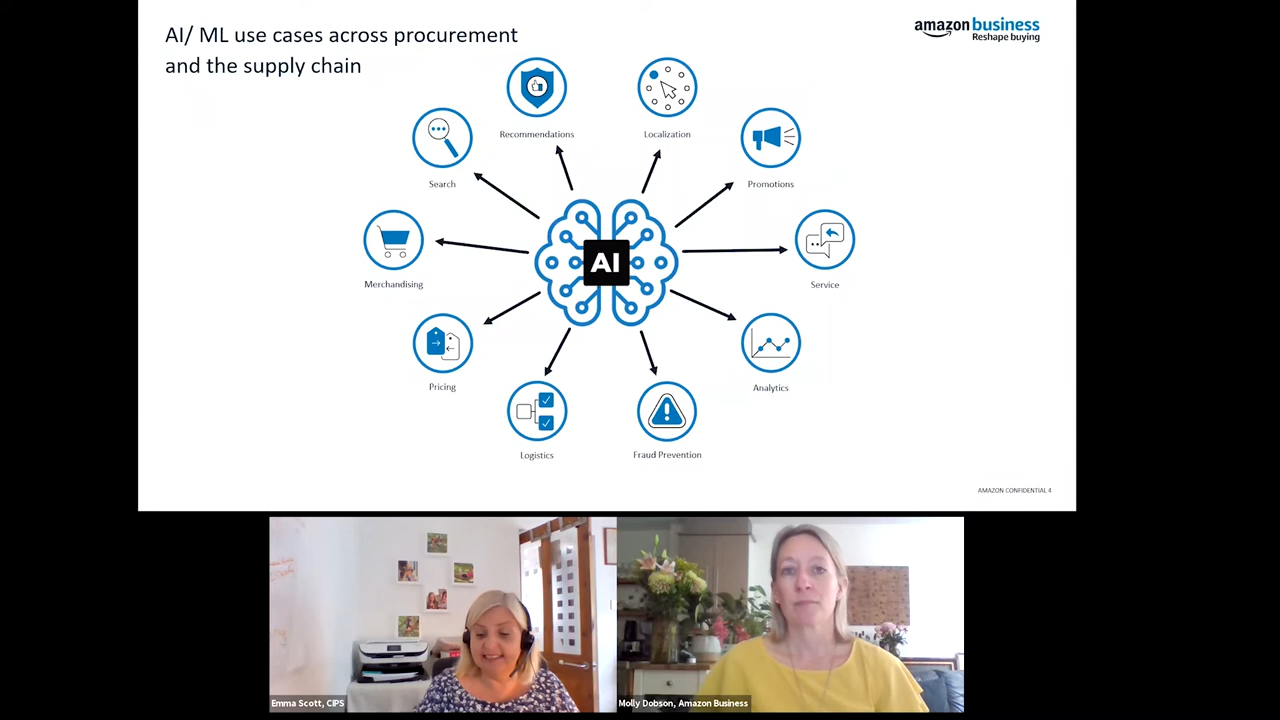 AI/ ML use cases across procurement
and the supply chain
amazon business
Reshape buying
Recommendations
Localization
Search
Promotions
Merchandising
AI
Service
Pricing
Analytics
Logistics
Fraud Prevention
AMAZON CONFIDENTIAL 4
Emma Scott, CIPS
Molly Dobson, Amazon Business